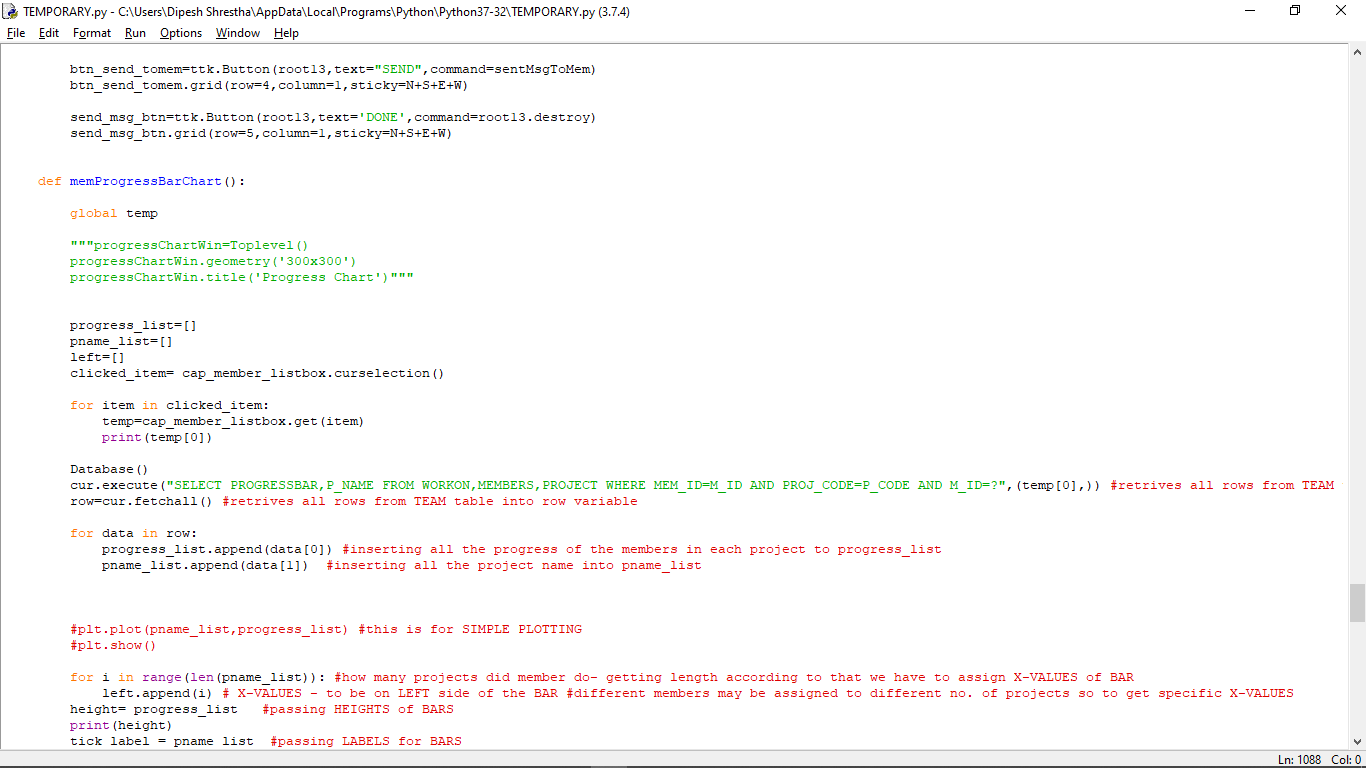 TEMPORARY.py - C:\Users\Dipesh Shrestha\AppData\Local\Programs\Python\Python37-32\TEMPORARY.py (3.7.4)
File Edit Format Run Options Window Help
btn_send_tomem=ttk.Button(root13,text="SEND",command=sentMsgToMem)
btn_send_tomem.grid(row=4,column=1,sticky=N+S+E+W)
send_msg_btn=ttk.Button(root13,text='DONE',command=root13.destroy)
send_msg_btn.grid(row=5,column=1,sticky=N+S+E+W)
def memProgressBarChart():
global temp
"""progressChartWin=Toplevel()
progressChartWin.geometry('300x300')
progressChartWin.title('Progress Chart')"""
progress_list=[]
pname_list=[]
left=[]
clicked_item= cap_member_listbox.curselection()
for item in clicked_item:
temp=cap_member_listbox.get(item)
print(temp[0])
Database()
cur.execute("SELECT PROGRESSBAR,P_NAME FROM WORKON,MEMBERS,PROJECT WHERE MEM_ID=M_ID AND PROJ_CODE=P_CODE AND M_ID=?",(temp[0],)) #retrives all rows from TEAM
row=cur.fetchall() #retrives all rows from TEAM table into row variable
for data in row:
progress_list.append(data[0]) #inserting all the progress of the members in each project to progress_list
pname_list.append(data[1])  #inserting all the project name into pname_list
#plt.plot(pname_list,progress_list) #this is for SIMPLE PLOTTING
#plt.show()
for i in range(len(pname_list)): #how many projects did member do- getting length according to that we have to assign X-VALUES of BAR
left.append(i) # X-VALUES - to be on LEFT side of the BAR #different members may be assigned to different no. of projects so to get specific X-VALUES
height= progress_list   #passing HEIGHTS of BARS
print(height)
tick_label = pname_list  #passing LABELS for BARS
Ln: 1088 Col: 0